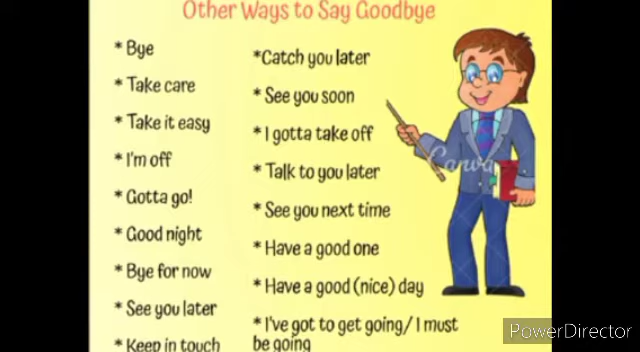 Other Ways to Say Goodbye
* Bye
* Take care
* Take it easy
* I'm off
* Gotta go!
* Good night
* Bye for now
* See you later
* Keep in touch
*Catch you later
* See you soon
* I gotta take off
* Talk to you later
* See you next time
* Have a good one
* Have a good (nice) day
* I've got to get going/ I must
be going
Canva
PowerDirector